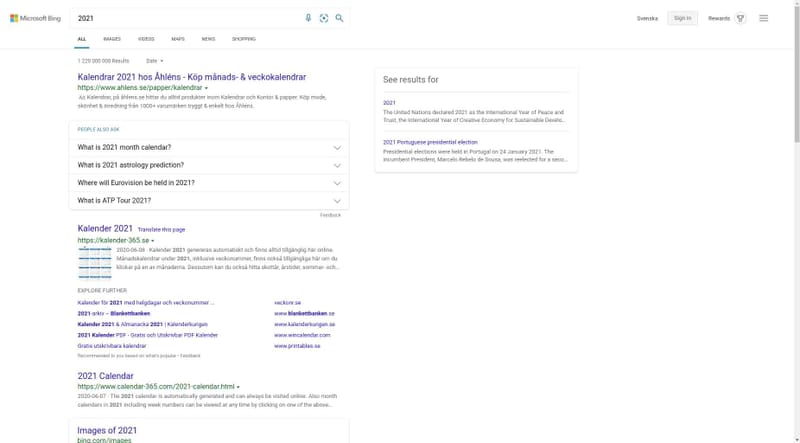 Microsoft Bing
2021
Svenska
Sign in
Rewards
ALL IMAGES VIDEOS MAPS NEWS SHOPPING
1 220 000 000 Results Date
Kalendrar 2021 hos Åhléns - Köp månads- & veckokalendrar
https://www.ahlens.se/papper/kalendrar
Ad Kalendrar, på åhlens.se hittar du alltid produkter inom Kalendrar och Kontor & papper. Köp mode,
skönhet & inredning från 1000+ varumärken tryggt & enkelt hos Åhléns.
PEOPLE ALSO ASK
What is 2021 month calendar?
What is 2021 astrology prediction?
Where will Eurovision be held in 2021?
What is ATP Tour 2021?
Feedback
Kalender 2021 Translate this page
https://kalender-365.se
2020-06-08 · Kalender 2021 genereras automatiskt och finns alltid tillgänglig här online.
Månadskalendrar under 2021, inklusive veckonummer, finns också tillgängliga här om du
klickar på en av månaderna. Dessutom kan du också hitta skottår, årstider, sommar- och...
EXPLORE FURTHER
Kalender för 2021 med helgdagar och veckonummer ... veckonr.se
2021-arkiv – Blankettbanken www.blankettbanken.se
Kalender 2021 & Almanacka 2021 | Kalenderkungen www.kalenderkungen.se
2021 Kalender PDF - Gratis och Utskrivbar PDF Kalender www.wincalendar.com
Gratis utskrivbara kalendrar www.printables.se
Recommended to you based on what's popular • Feedback
2021 Calendar
https://www.calendar-365.com/2021-calendar.html
2020-06-07 · The 2021 calendar is automatically generated and can always be visited online. Also month
calendars in 2021 including week numbers can be viewed at any time by clicking on one of the above...
Images of 2021
bing.com/images
See results for
2021
The United Nations declared 2021 as the International Year of Peace and
Trust, the International Year of Creative Economy for Sustainable Develo...
2021 Portuguese presidential election
Presidential elections were held in Portugal on 24 January 2021. The
incumbent President, Marcelo Rebelo de Sousa, was reelected for a seco...